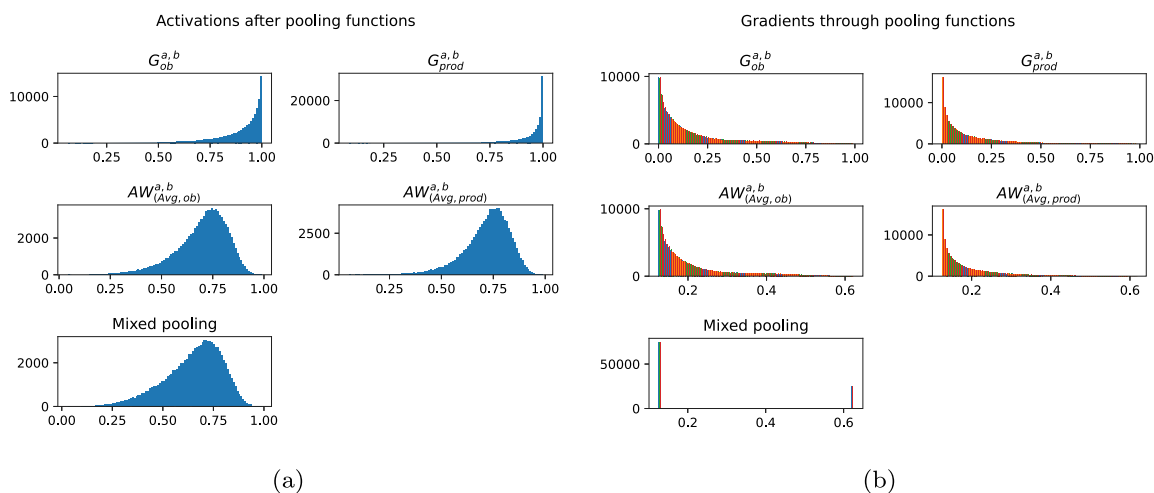 Activations after pooling functions
G_{ob}^{a, b}
G_{prod}^{a, b}
10000
0
0.25 0.50 0.75 1.00
20000
0
0.25 0.50 0.75 1.00
AW_{(Avg, ob)}^{a, b}
AW_{(Avg, prod)}^{a, b}
2000
0
0.00 0.25 0.50 0.75 1.00
2500
0
0.00 0.25 0.50 0.75 1.00
Mixed pooling
2000
0
0.00 0.25 0.50 0.75 1.00
(a)
Gradients through pooling functions
G_{ob}^{a, b}
G_{prod}^{a, b}
10000
5000
0
0.00 0.25 0.50 0.75 1.00
10000
0
0.00 0.25 0.50 0.75 1.00
AW_{(Avg, ob)}^{a, b}
AW_{(Avg, prod)}^{a, b}
10000
5000
0
0.2 0.4 0.6
10000
0
0.2 0.4 0.6
Mixed pooling
50000
0
0.2 0.4 0.6
(b)